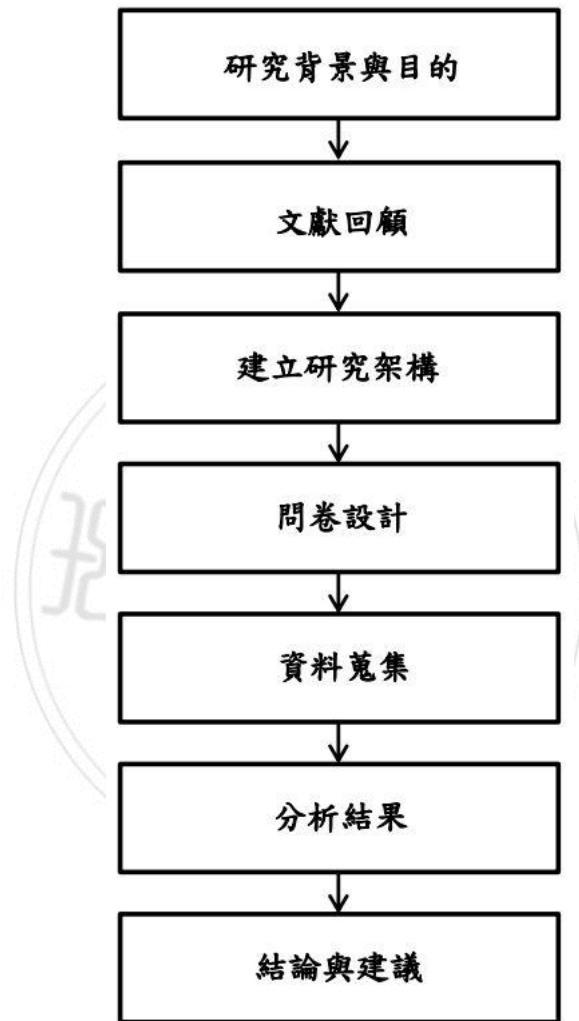 研究背景與目的
文獻回顧
建立研究架構
問卷設計
資料蒐集
分析結果
結論與建議